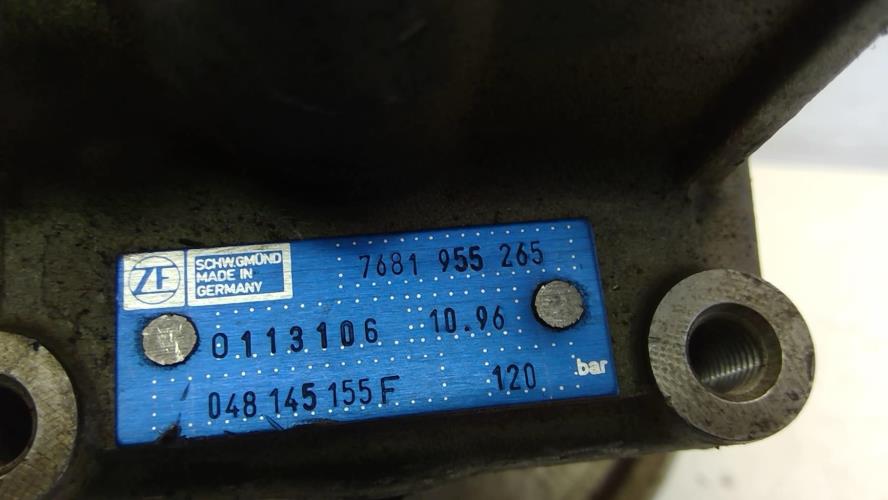 ZF
SCHW.GMÜND
MADE IN
GERMANY
7681 955 265
0113106 10.96
048 145 155 F 120 bar